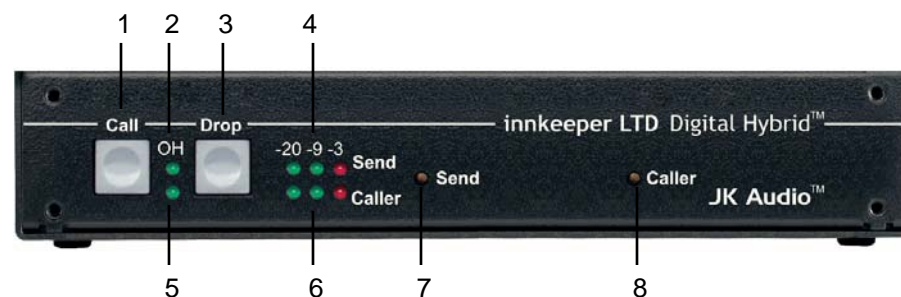 1 2 3 4
Call OH Drop -20 -9 -3 innkeeper LTD Digital Hybrid™
Send
Caller
Send
Caller
JK Audio™
5 6 7 8